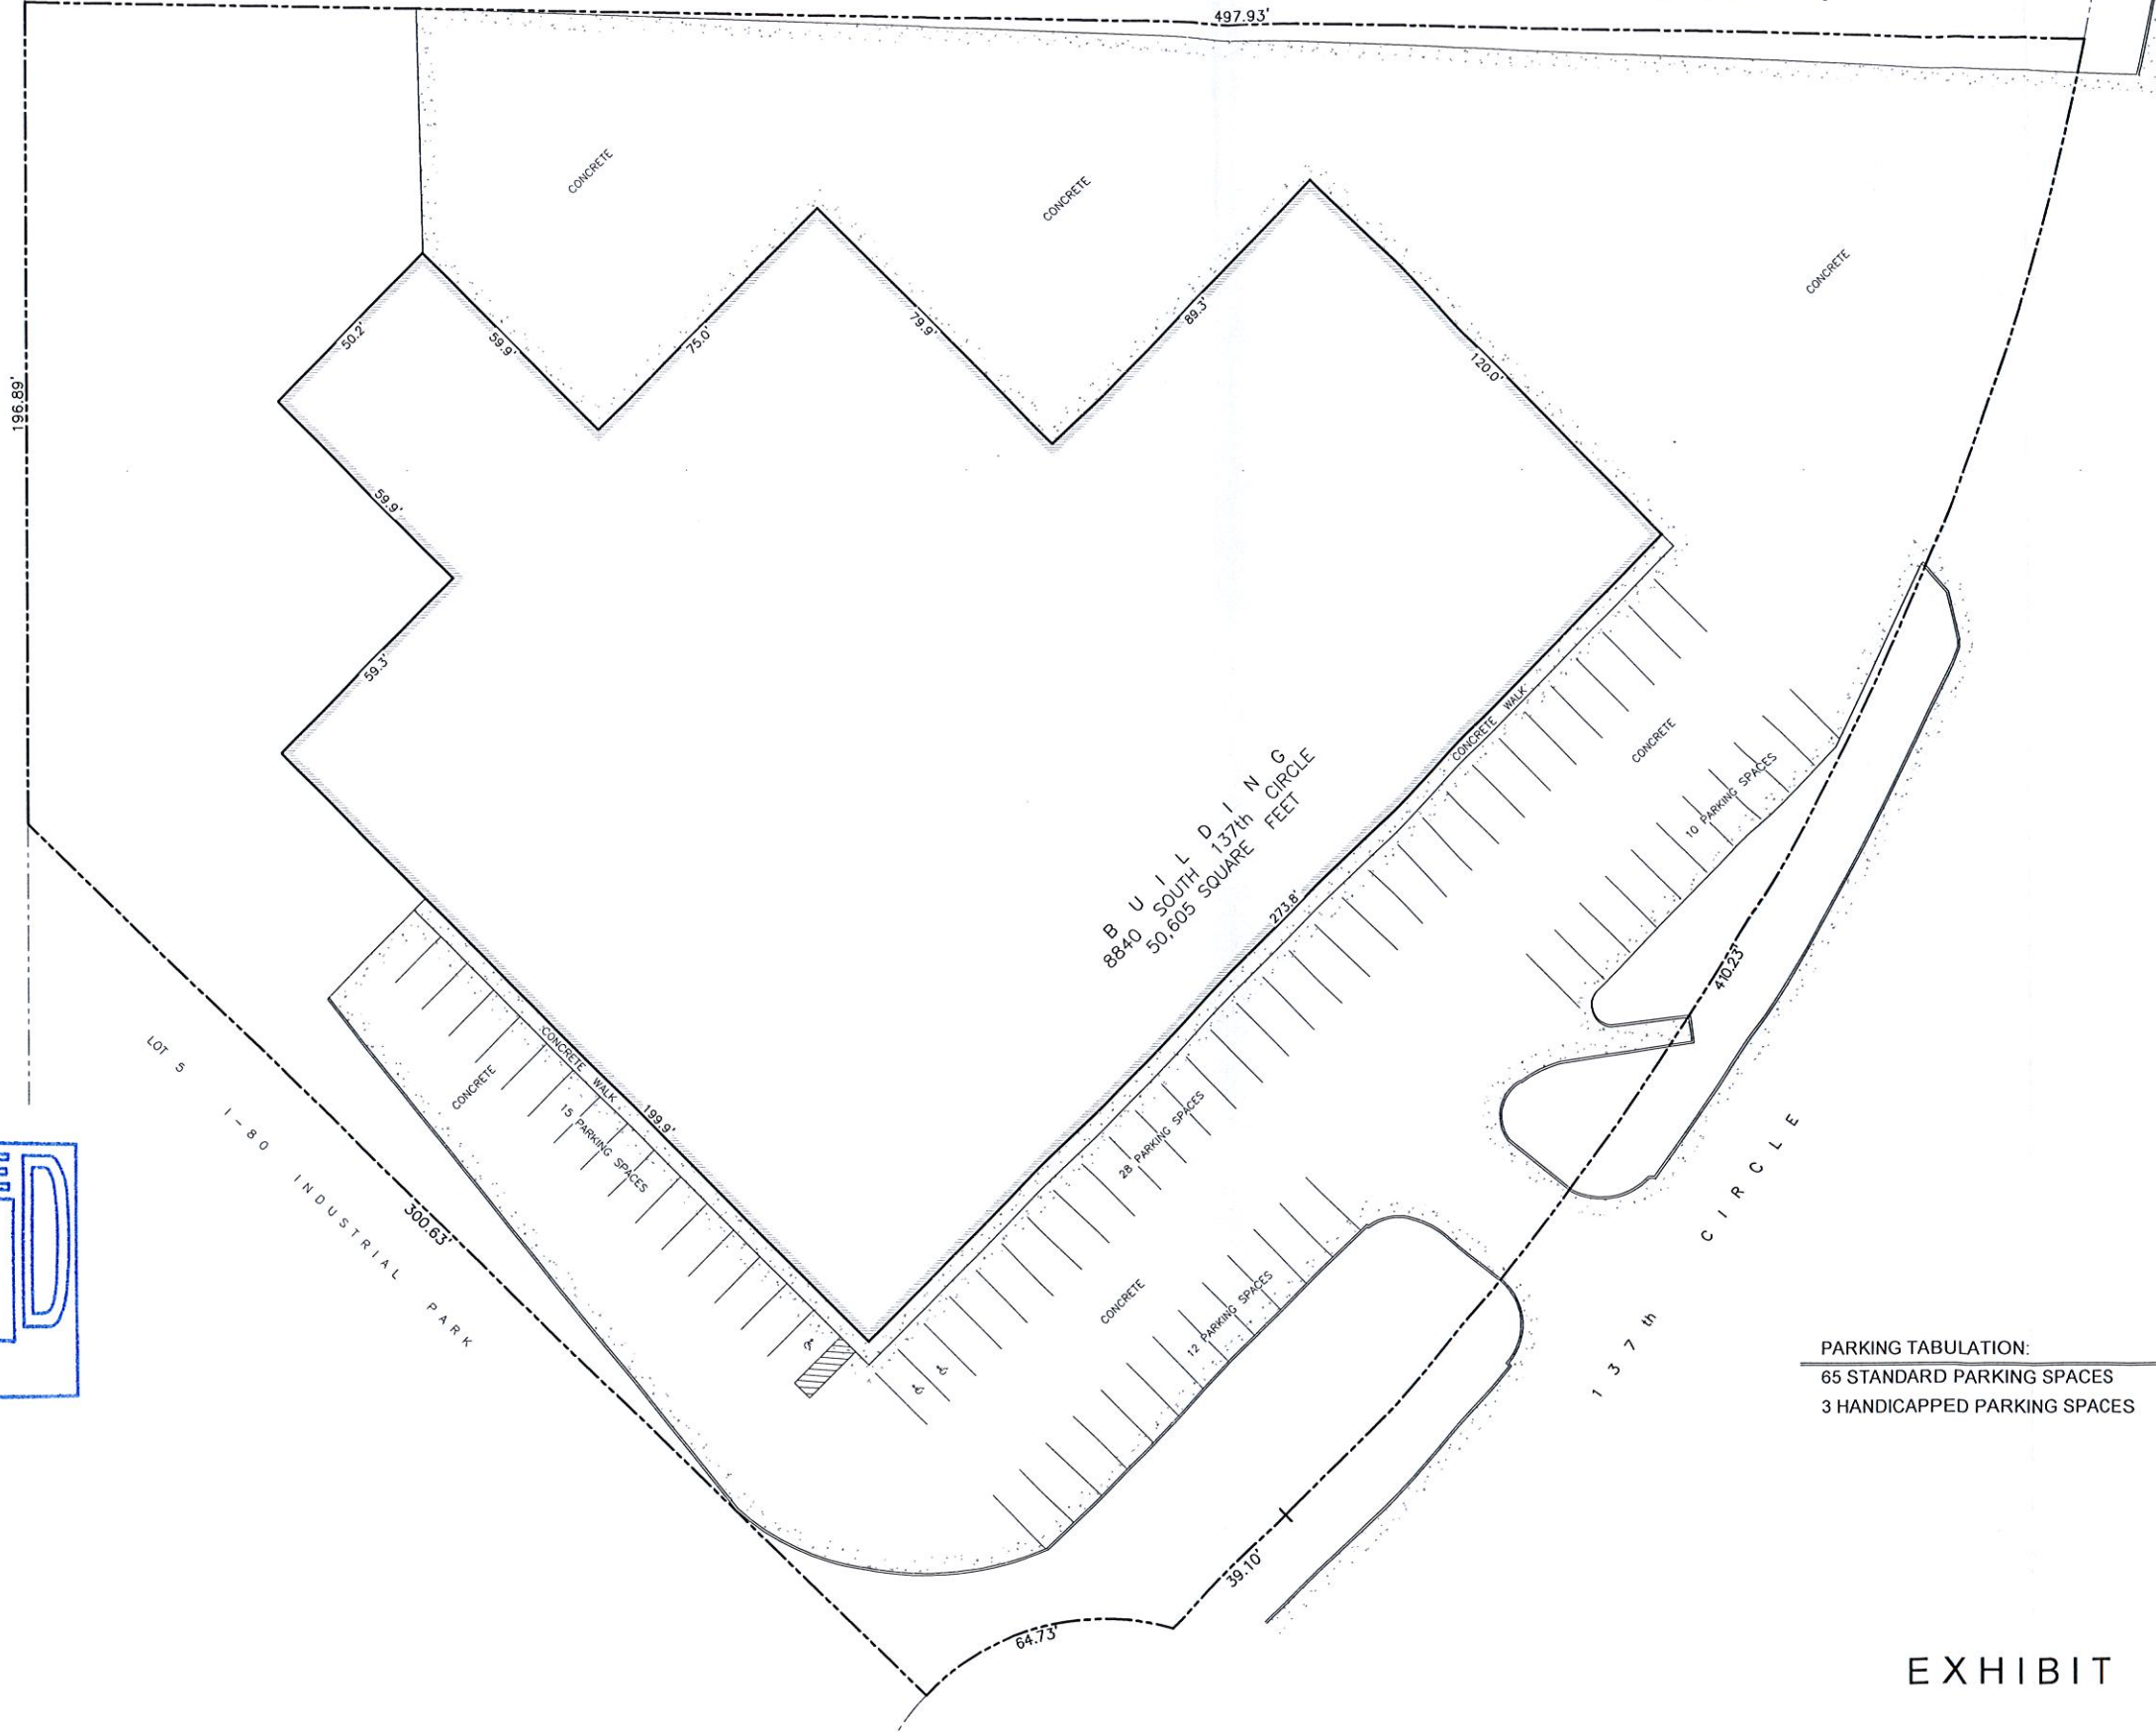 497.93'
CONCRETE
CONCRETE
CONCRETE
196.89'
50.2'
59.9'
75.0'
79.9'
89.3'
120.0'
59.9'
59.3'
CONCRETE WALK
CONCRETE
10 PARKING SPACES
B U I L D I N G
8840 SOUTH 137th CIRCLE
50,605 SQUARE FEET
273.8'
410.23'
LOT 5
I-80 INDUSTRIAL PARK
300.63'
CONCRETE
CONCRETE WALK
15 PARKING SPACES
199.9'
28 PARKING SPACES
CONCRETE
12 PARKING SPACES
137th CIRCLE
39.10'
64.73'
PARKING TABULATION:
65 STANDARD PARKING SPACES
3 HANDICAPPED PARKING SPACES
EXHIBIT